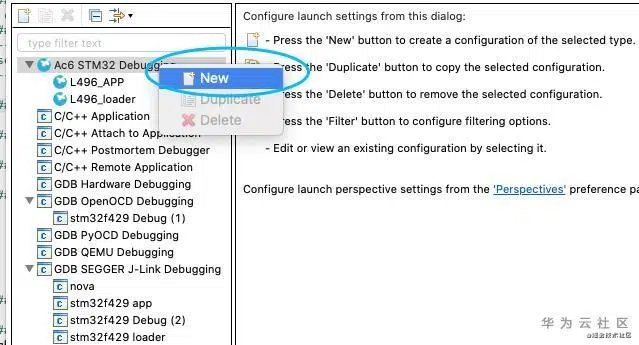 type filter text
Ac6 STM32 Debugging
L496_APP
L496_loader
C/C++ Application
C/C++ Attach to Application
C/C++ Postmortem Debugger
C/C++ Remote Application
GDB Hardware Debugging
GDB OpenOCD Debugging
stm32f429 Debug (1)
GDB PyOCD Debugging
GDB QEMU Debugging
GDB SEGGER J-Link Debugging
nova
stm32f429 app
stm32f429 Debug (2)
stm32f429 loader
New
Duplicate
Delete
Configure launch settings from this dialog:
- Press the 'New' button to create a configuration of the selected type.
Press the 'Duplicate' button to copy the selected configuration.
Press the 'Delete' button to remove the selected configuration.
Press the 'Filter' button to configure filtering options.
- Edit or view an existing configuration by selecting it.
Configure launch perspective settings from the 'Perspectives' preference pa
华为云社区